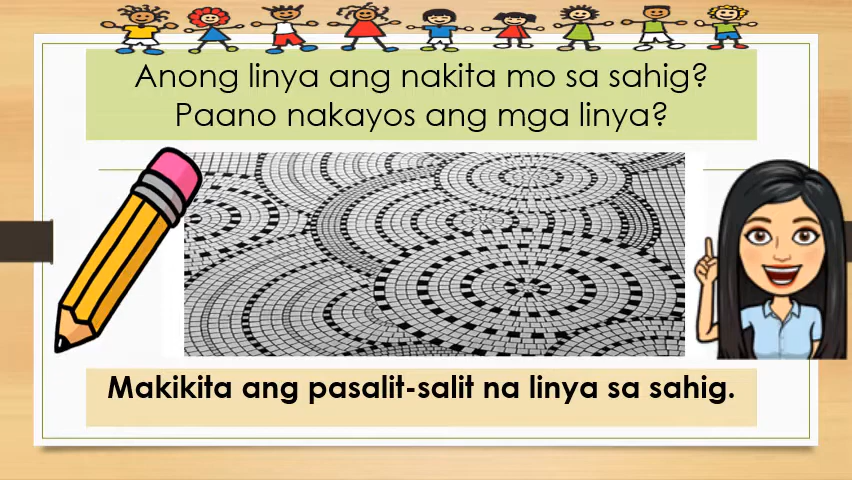 Anong linya ang nakita mo sa sahig?
Paano nakayos ang mga linya?
Makikita ang pasalit-salit na linya sa sahig.